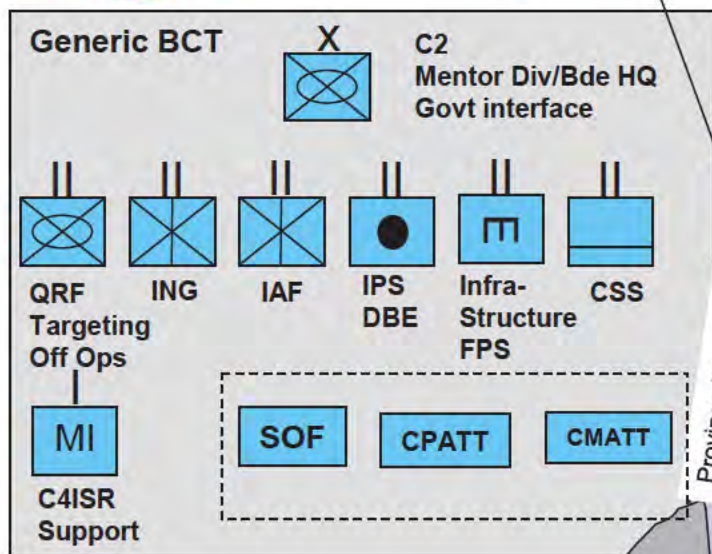 Generic BCT
X
C2
Mentor Div/Bde HQ
Govt interface
II
II
II
II
II
II
E
QRF
Targeting
Off Ops
ING
IAF
IPS
DBE
Infra-
Structure
FPS
CSS
I
MI
C4ISR
Support
SOF
CPATT
CMATT